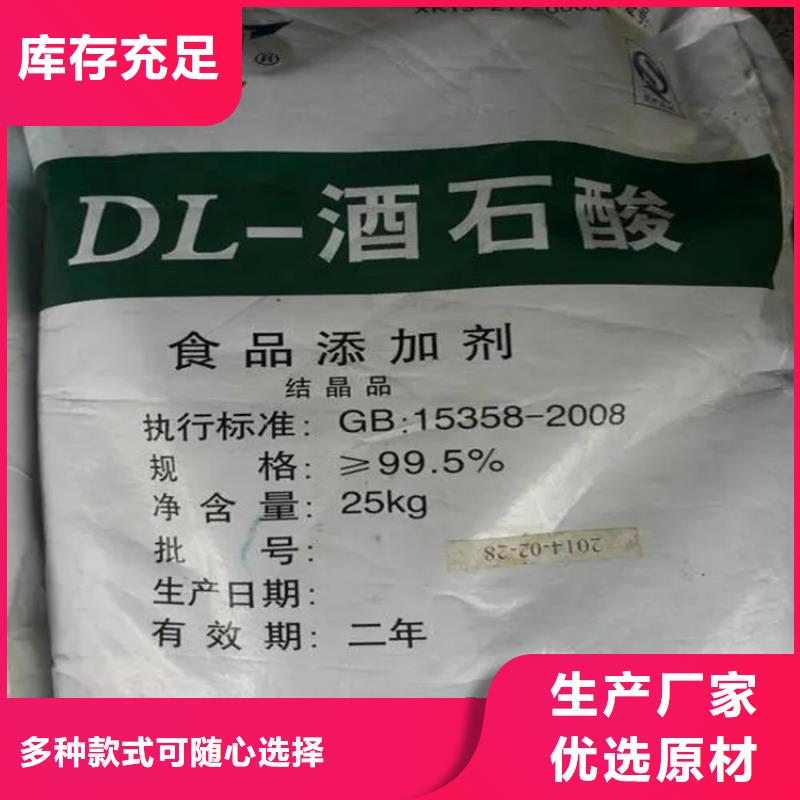 库存充足
®
DL-酒石酸
食品添加剂
结晶品
执行标准: GB:15358-2008
规 格: ≥99.5%
净含量: 25kg
批 号:
2014-02-28
生产日期:
有效期: 二年
生产厂家
优选原材
多种款式可随心选择